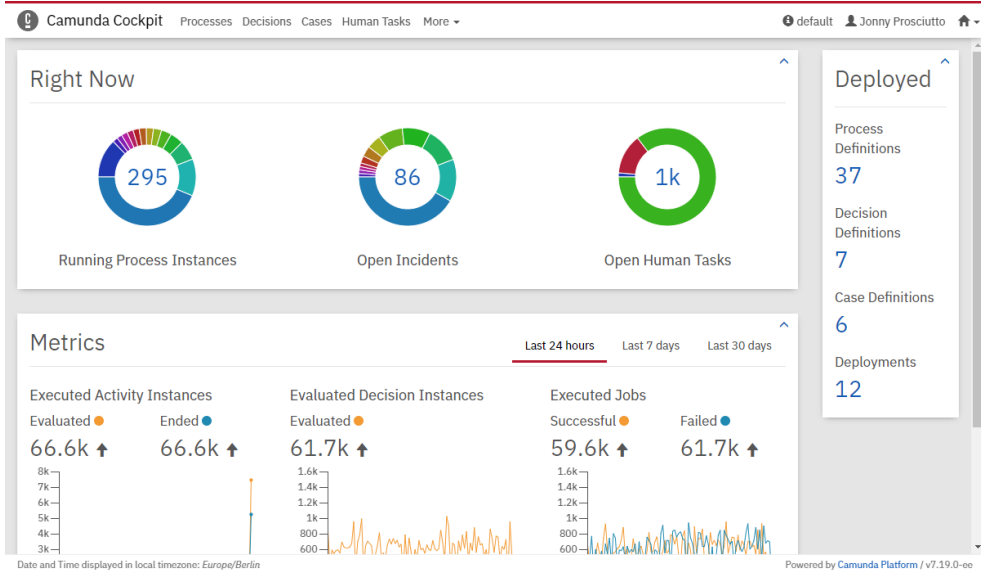 Camunda Cockpit Processes Decisions Cases Human Tasks More default Jonny Prosciutto
Right Now
295 86 1k
Running Process Instances Open Incidents Open Human Tasks
Deployed
Process
Definitions
37
Decision
Definitions
7
Case Definitions
6
Deployments
12
Metrics
Last 24 hours Last 7 days Last 30 days
Executed Activity Instances
Evaluated Ended
66.6k 66.6k
8k
7k
6k
5k
4k
3k
Evaluated Decision Instances
Evaluated
61.7k
1.6k
1.4k
1.2k
1k
800
600
Executed Jobs
Successful Failed
59.6k 61.7k
1.6k
1.4k
1.2k
1k
800
600
Date and Time displayed in local timezone: Europe/Berlin Powered by Camunda Platform / v7.19.0-ee